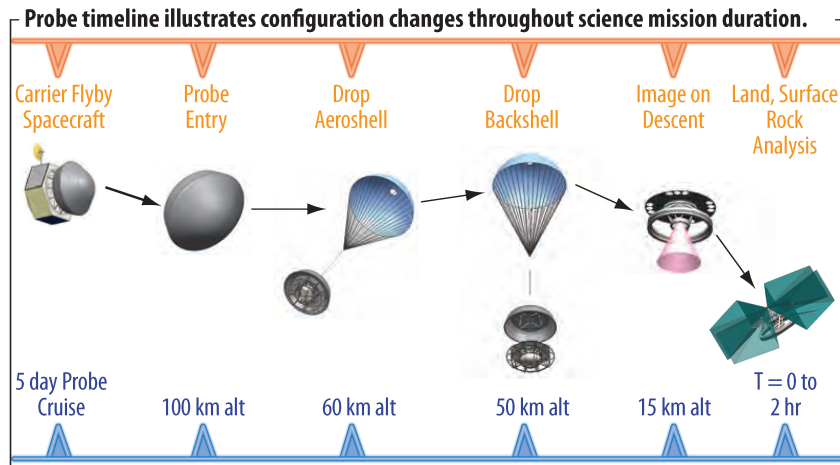 Probe timeline illustrates configuration changes throughout science mission duration.
Carrier Flyby
Spacecraft
Probe
Entry
Drop
Aeroshell
Drop
Backshell
Image on
Descent
Land, Surface
Rock
Analysis
5 day Probe
Cruise
100 km alt
60 km alt
50 km alt
15 km alt
T = 0 to
2 hr